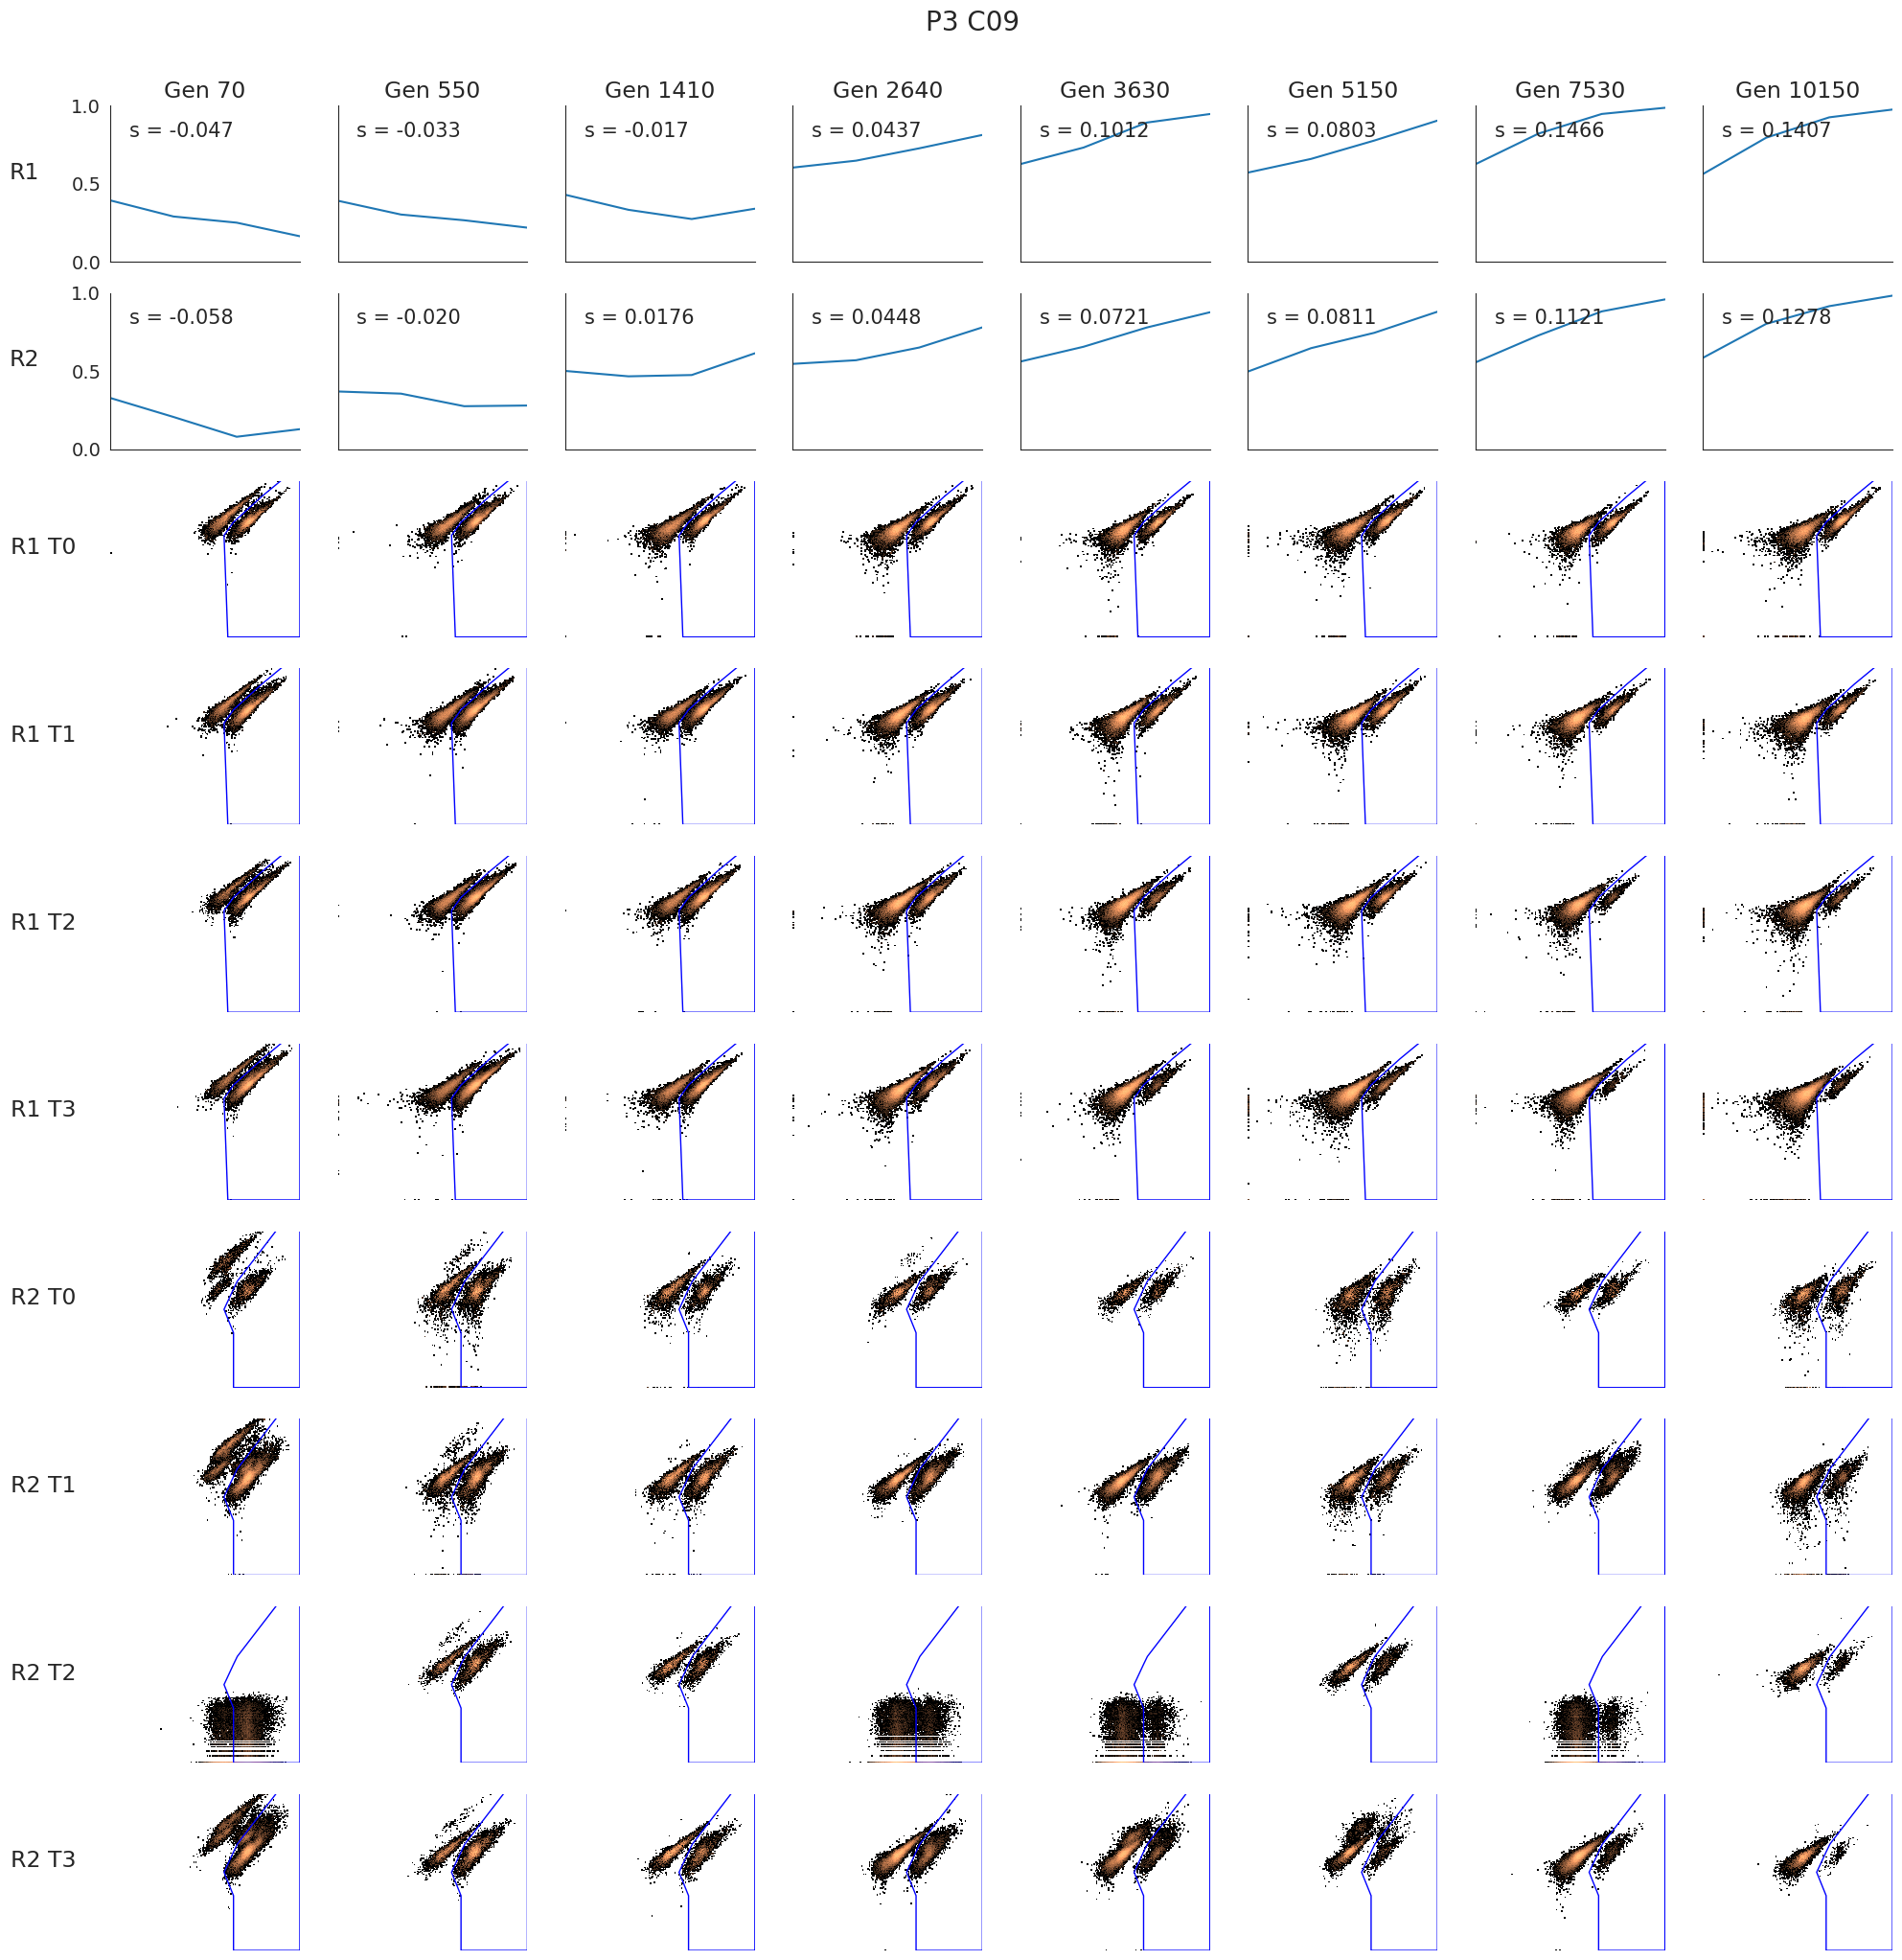 P3 C09
Gen 70 Gen 550 Gen 1410 Gen 2640 Gen 3630 Gen 5150 Gen 7530 Gen 10150
R1
1.0
0.5
0.0
s = -0.047 s = -0.033 s = -0.017 s = 0.0437 s = 0.1012 s = 0.0803 s = 0.1466 s = 0.1407
R2
1.0
0.5
0.0
s = -0.058 s = -0.020 s = 0.0176 s = 0.0448 s = 0.0721 s = 0.0811 s = 0.1121 s = 0.1278
R1 T0
R1 T1
R1 T2
R1 T3
R2 T0
R2 T1
R2 T2
R2 T3